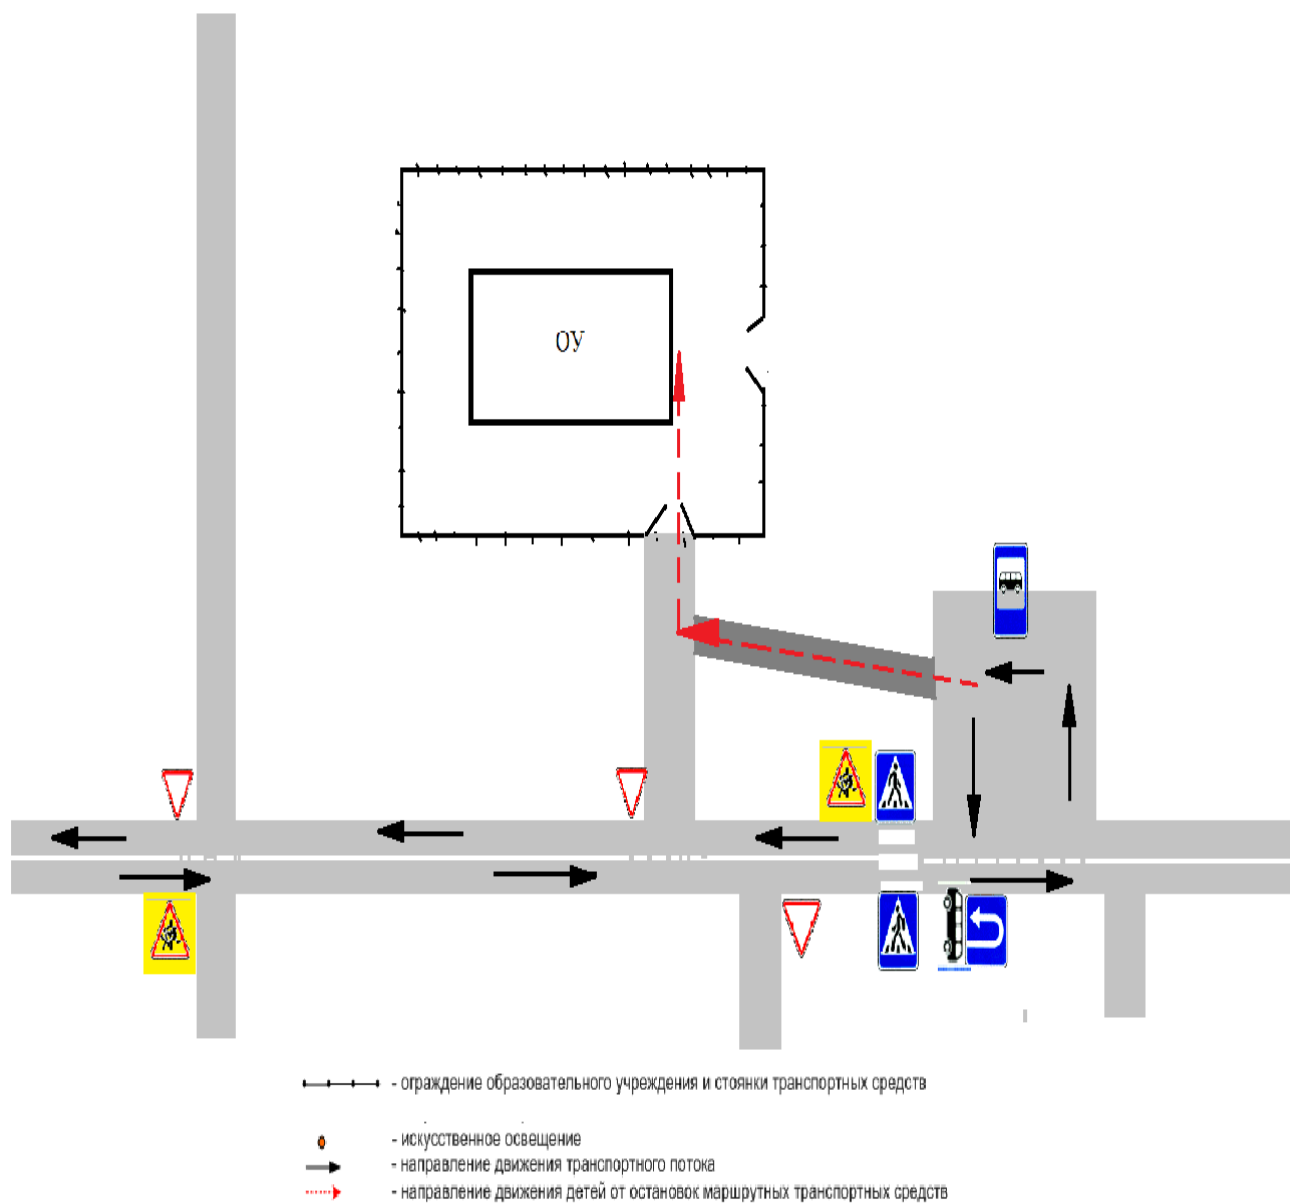 ОУ
- ограждение образовательного учреждения и стоянки транспортных средств
- искусственное освещение
- направление движения транспортного потока
- направление движения детей от остановок маршрутных транспортных средств